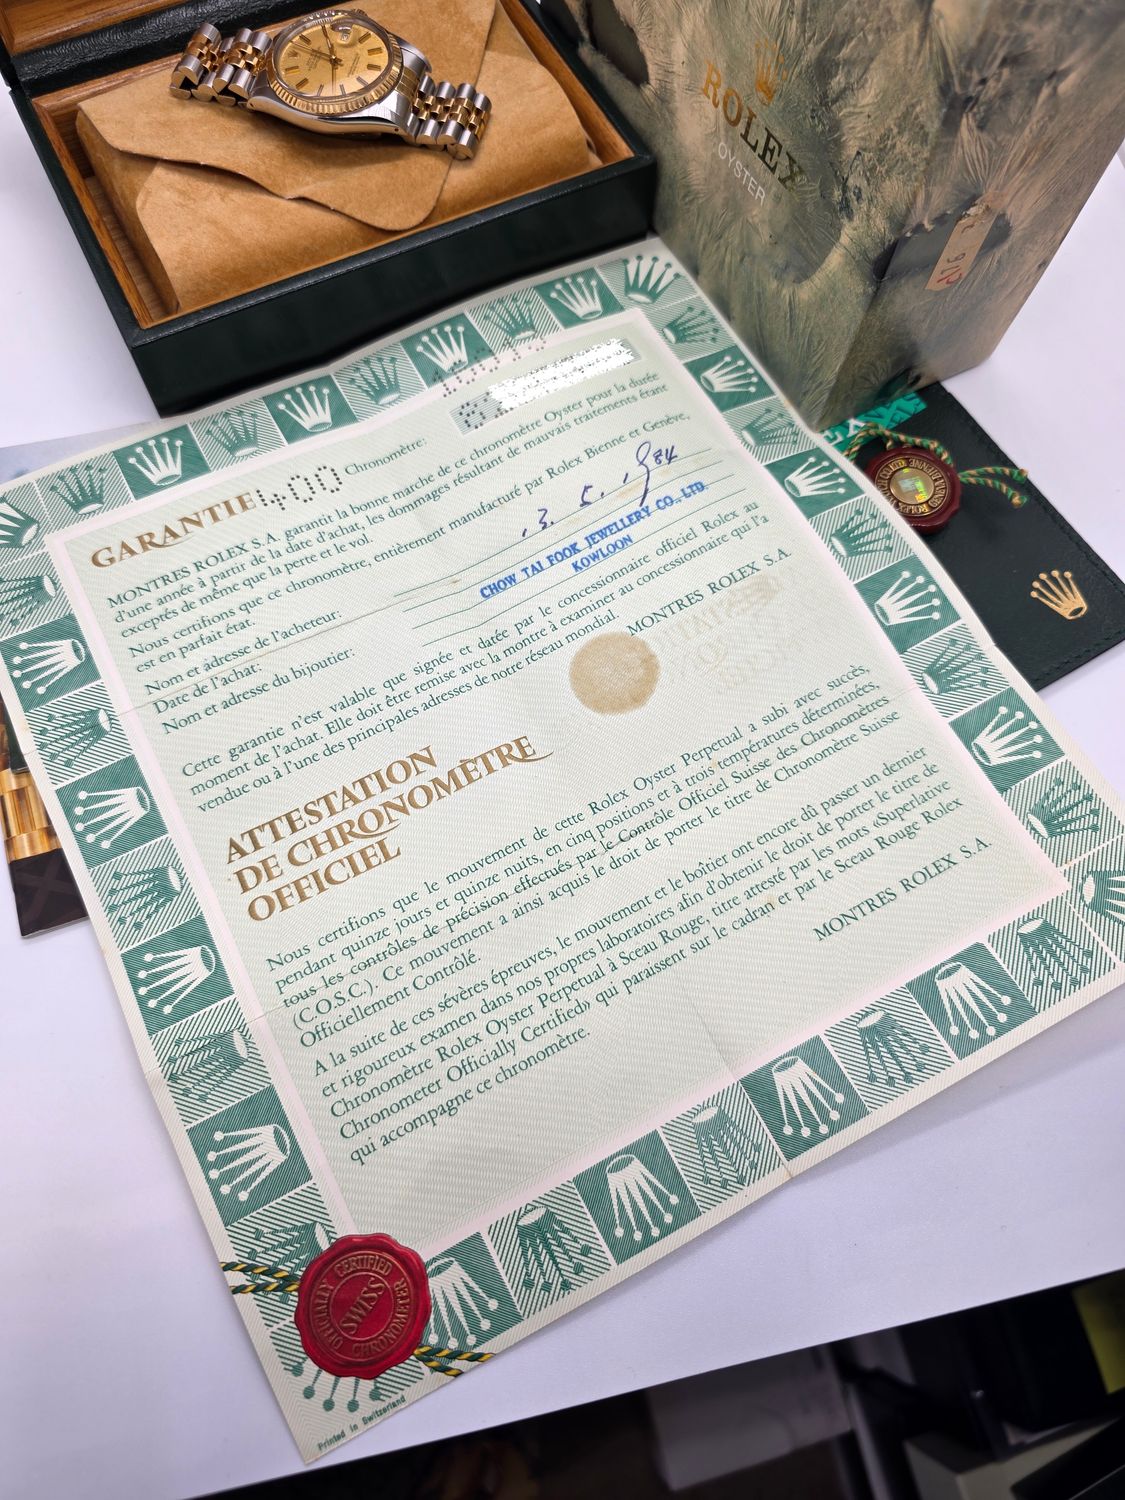 ROLEX
OYSTER
GARANTIE 400 Chronomètre:
MONTRES ROLEX S.A. garantit la bonne marche de ce chronomètre Oyster pour la durée
d'une année à partir de la date d'achat, les dommages résultant de mauvais traitements étant
exceptés de même que la perte et le vol.
Nous certifions que ce chronomètre, entièrement manufacturé par Rolex Bienne et Genève,
est en parfait état.
Nom et adresse de l'acheteur:
Date de l'achat: 13. 5. 1984
Nom et adresse du bijoutier: CHOW TAI FOOK JEWELLERY CO., LTD.
KOWLOON
Cette garantie n'est valable que signée et datée par le concessionnaire officiel Rolex au
moment de l'achat. Elle doit être remise avec la montre à examiner au concessionnaire qui l'a
vendue ou à l'une des principales adresses de notre réseau mondial.
MONTRES ROLEX S.A.
ATTESTATION
DE CHRONOMÈTRE
OFFICIEL
Nous certifions que le mouvement de cette Rolex Oyster Perpetual a subi avec succès,
pendant quinze jours et quinze nuits, en cinq positions et à trois températures déterminées,
tous les contrôles de précision effectués par le Contrôle Officiel Suisse des Chronomètres
(C.O.S.C.). Ce mouvement a ainsi acquis le droit de porter le titre de Chronomètre Suisse
Officiellement Contrôlé.
A la suite de ces sévères épreuves, le mouvement et le boîtier ont encore dû passer un dernier
et rigoureux examen dans nos propres laboratoires afin d'obtenir le droit de porter le titre de
Chronomètre Rolex Oyster Perpetual à Sceau Rouge, titre attesté par les mots «Superlative
Chronometer Officially Certified» qui paraissent sur le cadran et par le Sceau Rouge Rolex
qui accompagne ce chronomètre.
MONTRES ROLEX S.A.
OFFICIALLY CERTIFIED CHRONOMETER
SWISS
Printed in Switzerland